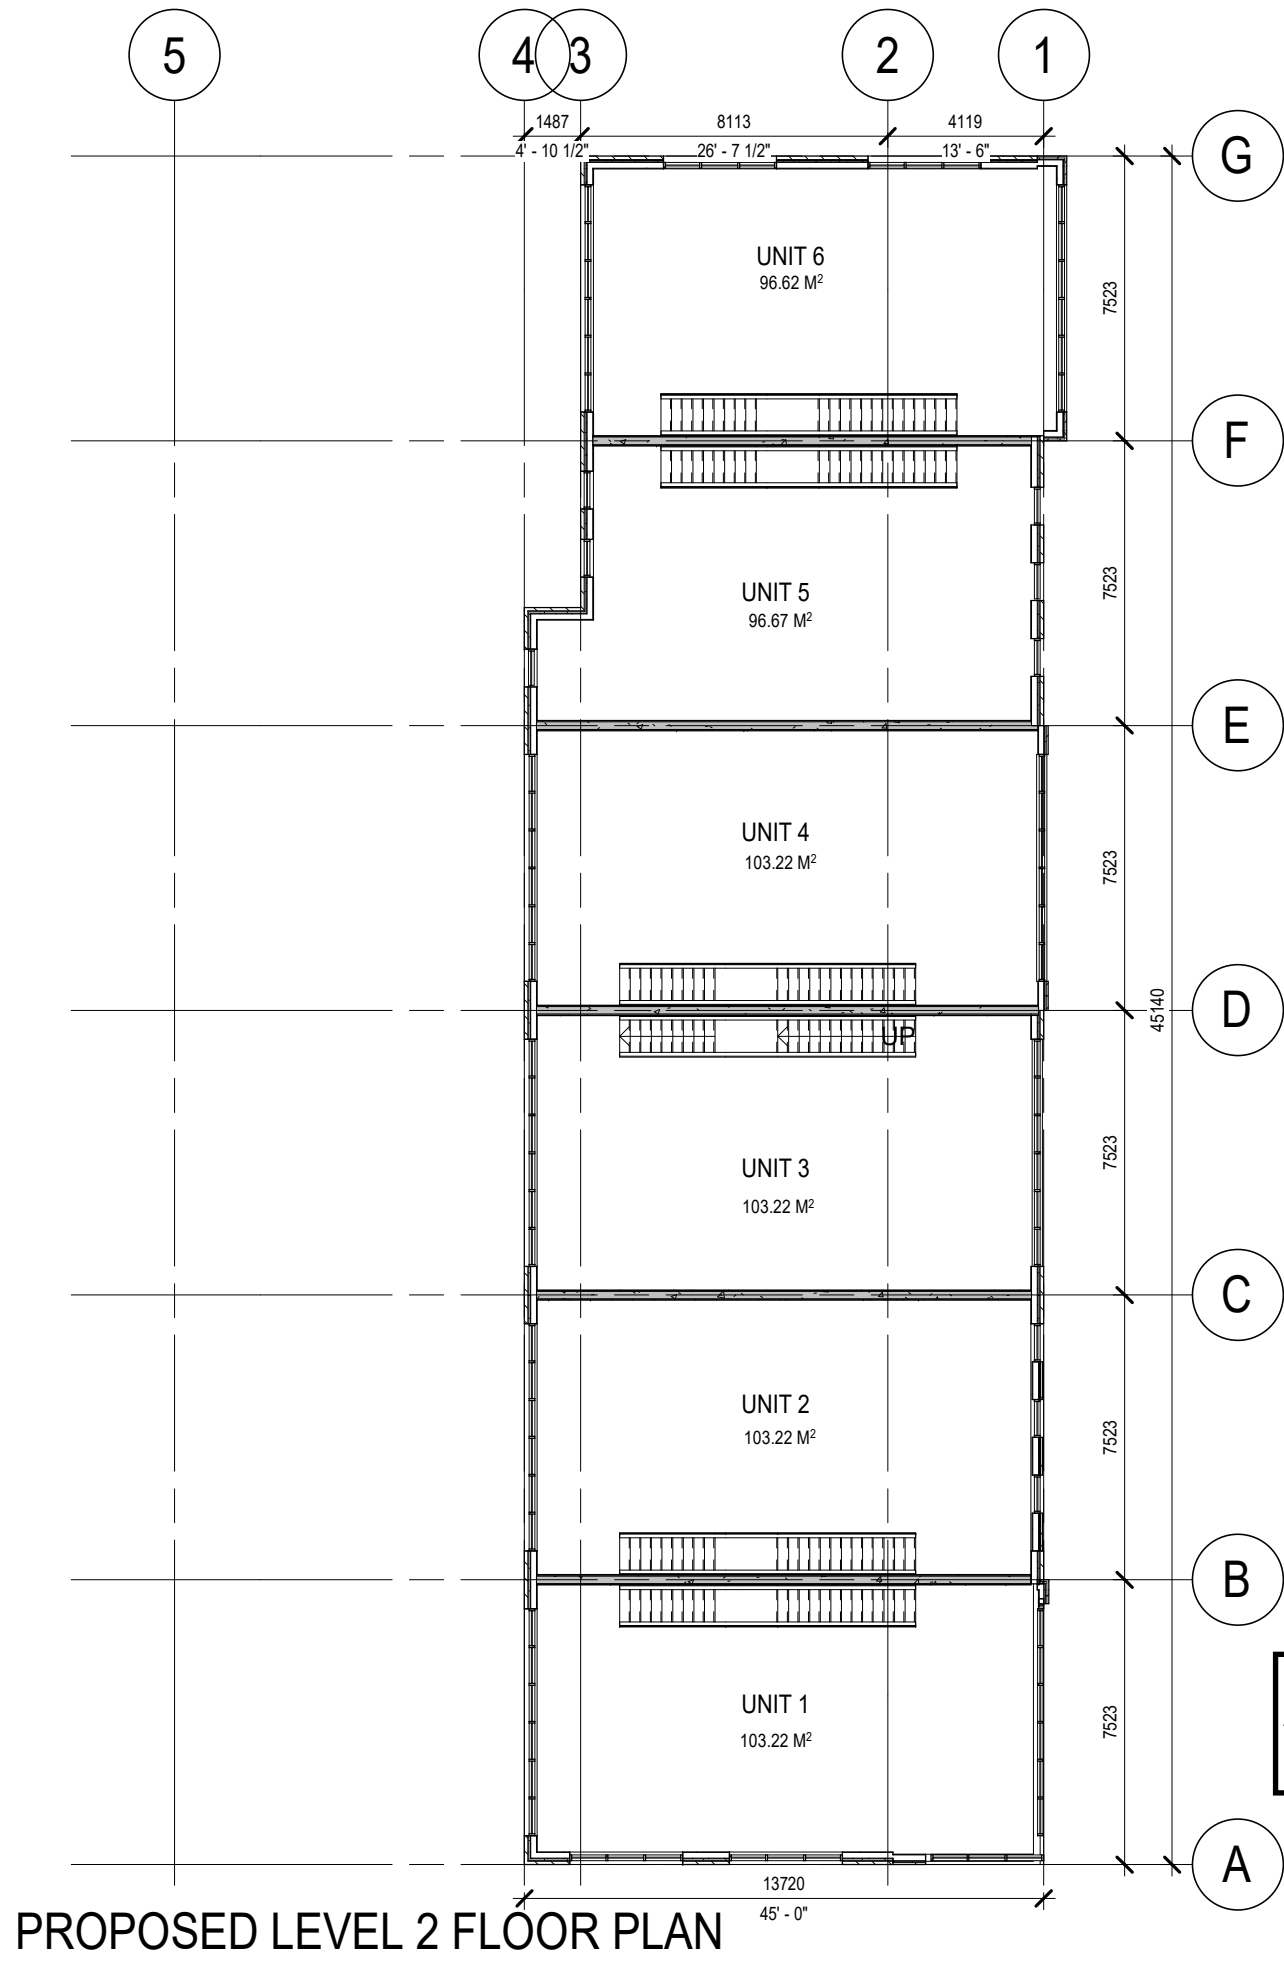 5
4
3
2
1
1487
8113
4119
4' - 10 1/2"
26' - 7 1/2"
13' - 6"
G
UNIT 6
96.62 M²
7523
F
UNIT 5
96.67 M²
7523
E
UNIT 4
103.22 M²
7523
45140
D
UP
UNIT 3
103.22 M²
7523
C
UNIT 2
103.22 M²
7523
B
UNIT 1
103.22 M²
7523
A
13720
45' - 0"
PROPOSED LEVEL 2 FLOOR PLAN